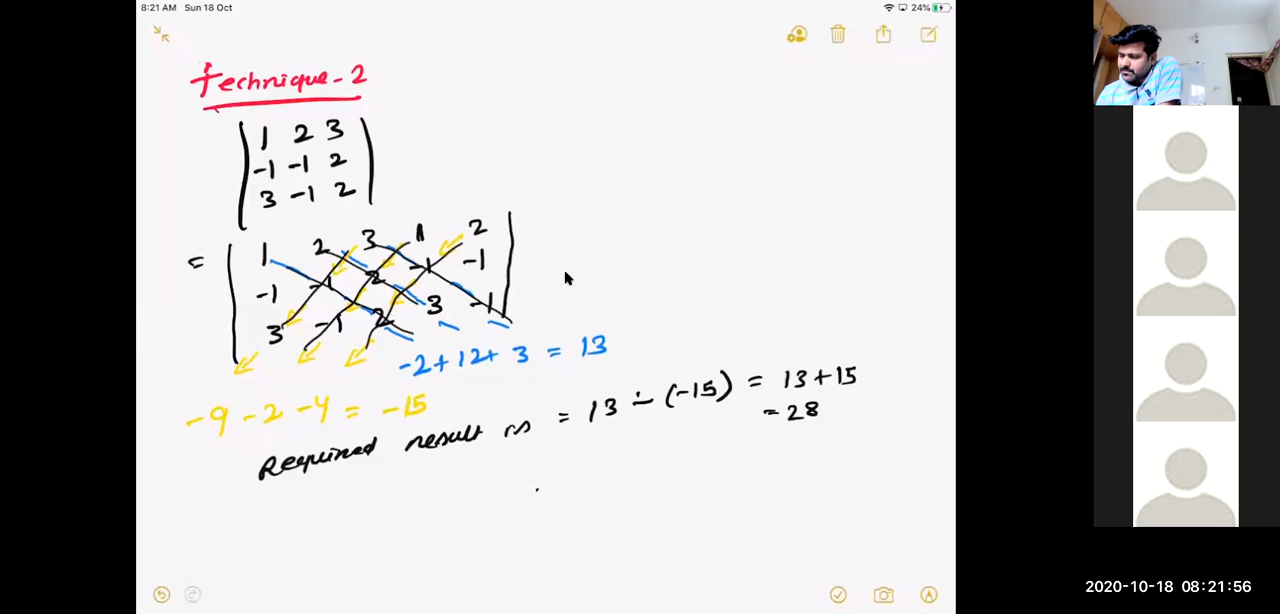 8:21 AM Sun 18 Oct 24%
Technique-2
1 2 3
-1 -1 2
3 -1 2
= 1 2 3 1 2
-1 -1 2 -1 -1
3 -1 2 3 -1
-2+12+3 = 13
-9-2-4 = -15
Required result is = 13 - (-15) = 13+15
= 28
2020-10-18 08:21:56